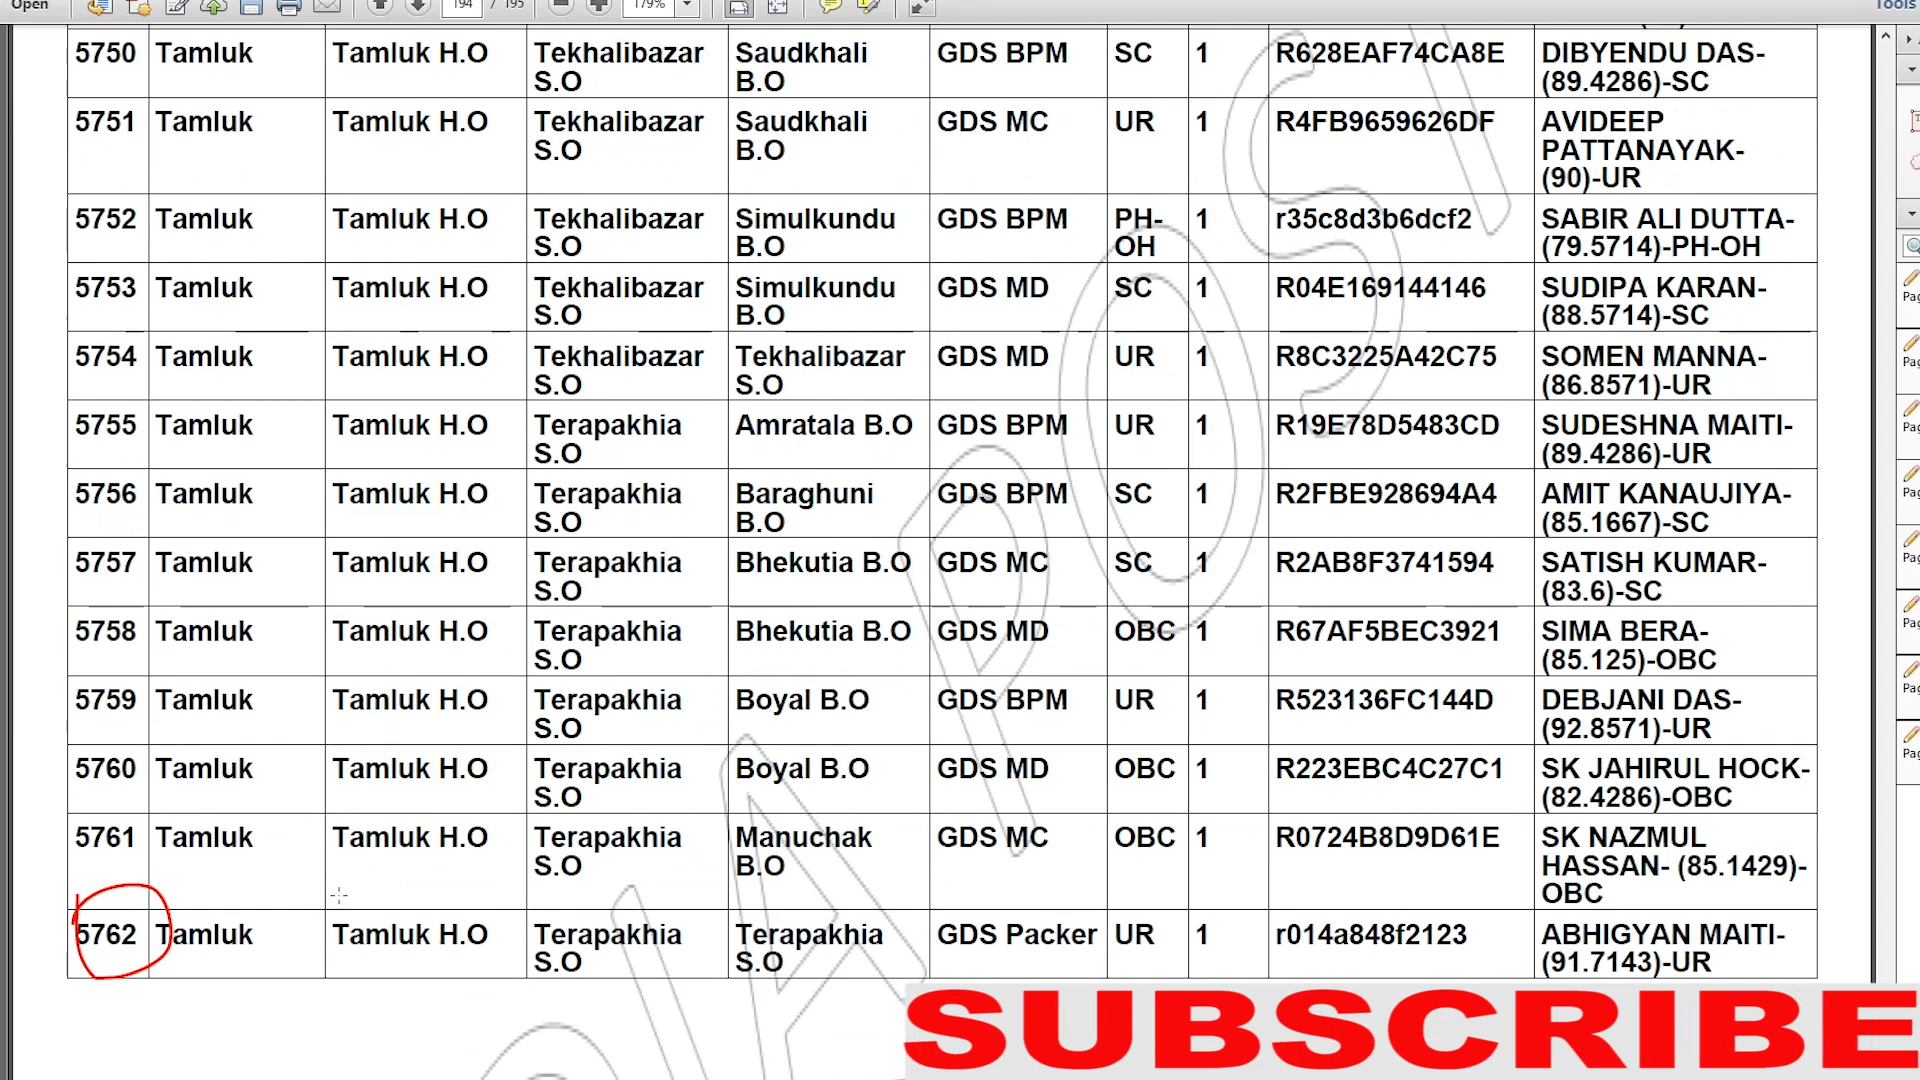 Open
194 / 195
179%
Tools
5750 Tamluk Tamluk H.O Tekhalibazar S.O Saudkhali B.O GDS BPM SC 1 R628EAF74CA8E DIBYENDU DAS- (89.4286)-SC
5751 Tamluk Tamluk H.O Tekhalibazar S.O Saudkhali B.O GDS MC UR 1 R4FB9659626DF AVIDEEP PATTANAYAK- (90)-UR
5752 Tamluk Tamluk H.O Tekhalibazar S.O Simulkundu B.O GDS BPM PH-OH 1 r35c8d3b6dcf2 SABIR ALI DUTTA- (79.5714)-PH-OH
5753 Tamluk Tamluk H.O Tekhalibazar S.O Simulkundu B.O GDS MD SC 1 R04E169144146 SUDIPA KARAN- (88.5714)-SC
5754 Tamluk Tamluk H.O Tekhalibazar S.O Tekhalibazar S.O GDS MD UR 1 R8C3225A42C75 SOMEN MANNA- (86.8571)-UR
5755 Tamluk Tamluk H.O Terapakhia S.O Amratala B.O GDS BPM UR 1 R19E78D5483CD SUDESHNA MAITI- (89.4286)-UR
5756 Tamluk Tamluk H.O Terapakhia S.O Baraghuni B.O GDS BPM SC 1 R2FBE928694A4 AMIT KANAUJIYA- (85.1667)-SC
5757 Tamluk Tamluk H.O Terapakhia S.O Bhekutia B.O GDS MC SC 1 R2AB8F3741594 SATISH KUMAR- (83.6)-SC
5758 Tamluk Tamluk H.O Terapakhia S.O Bhekutia B.O GDS MD OBC 1 R67AF5BEC3921 SIMA BERA- (85.125)-OBC
5759 Tamluk Tamluk H.O Terapakhia S.O Boyal B.O GDS BPM UR 1 R523136FC144D DEBJANI DAS- (92.8571)-UR
5760 Tamluk Tamluk H.O Terapakhia S.O Boyal B.O GDS MD OBC 1 R223EBC4C27C1 SK JAHIRUL HOCK- (82.4286)-OBC
5761 Tamluk Tamluk H.O Terapakhia S.O Manuchak B.O GDS MC OBC 1 R0724B8D9D61E SK NAZMUL HASSAN- (85.1429)-OBC
5762 Tamluk Tamluk H.O Terapakhia S.O Terapakhia S.O GDS Packer UR 1 r014a848f2123 ABHIGYAN MAITI- (91.7143)-UR
SUBSCRIBE